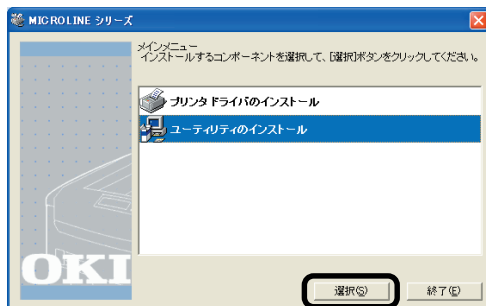 MICROLINE シリーズ
メインメニュー
インストールするコンポーネントを選択して、[選択]ボタンをクリックしてください。
プリンタドライバのインストール
ユーティリティのインストール
OKI
選択(S)
終了(E)